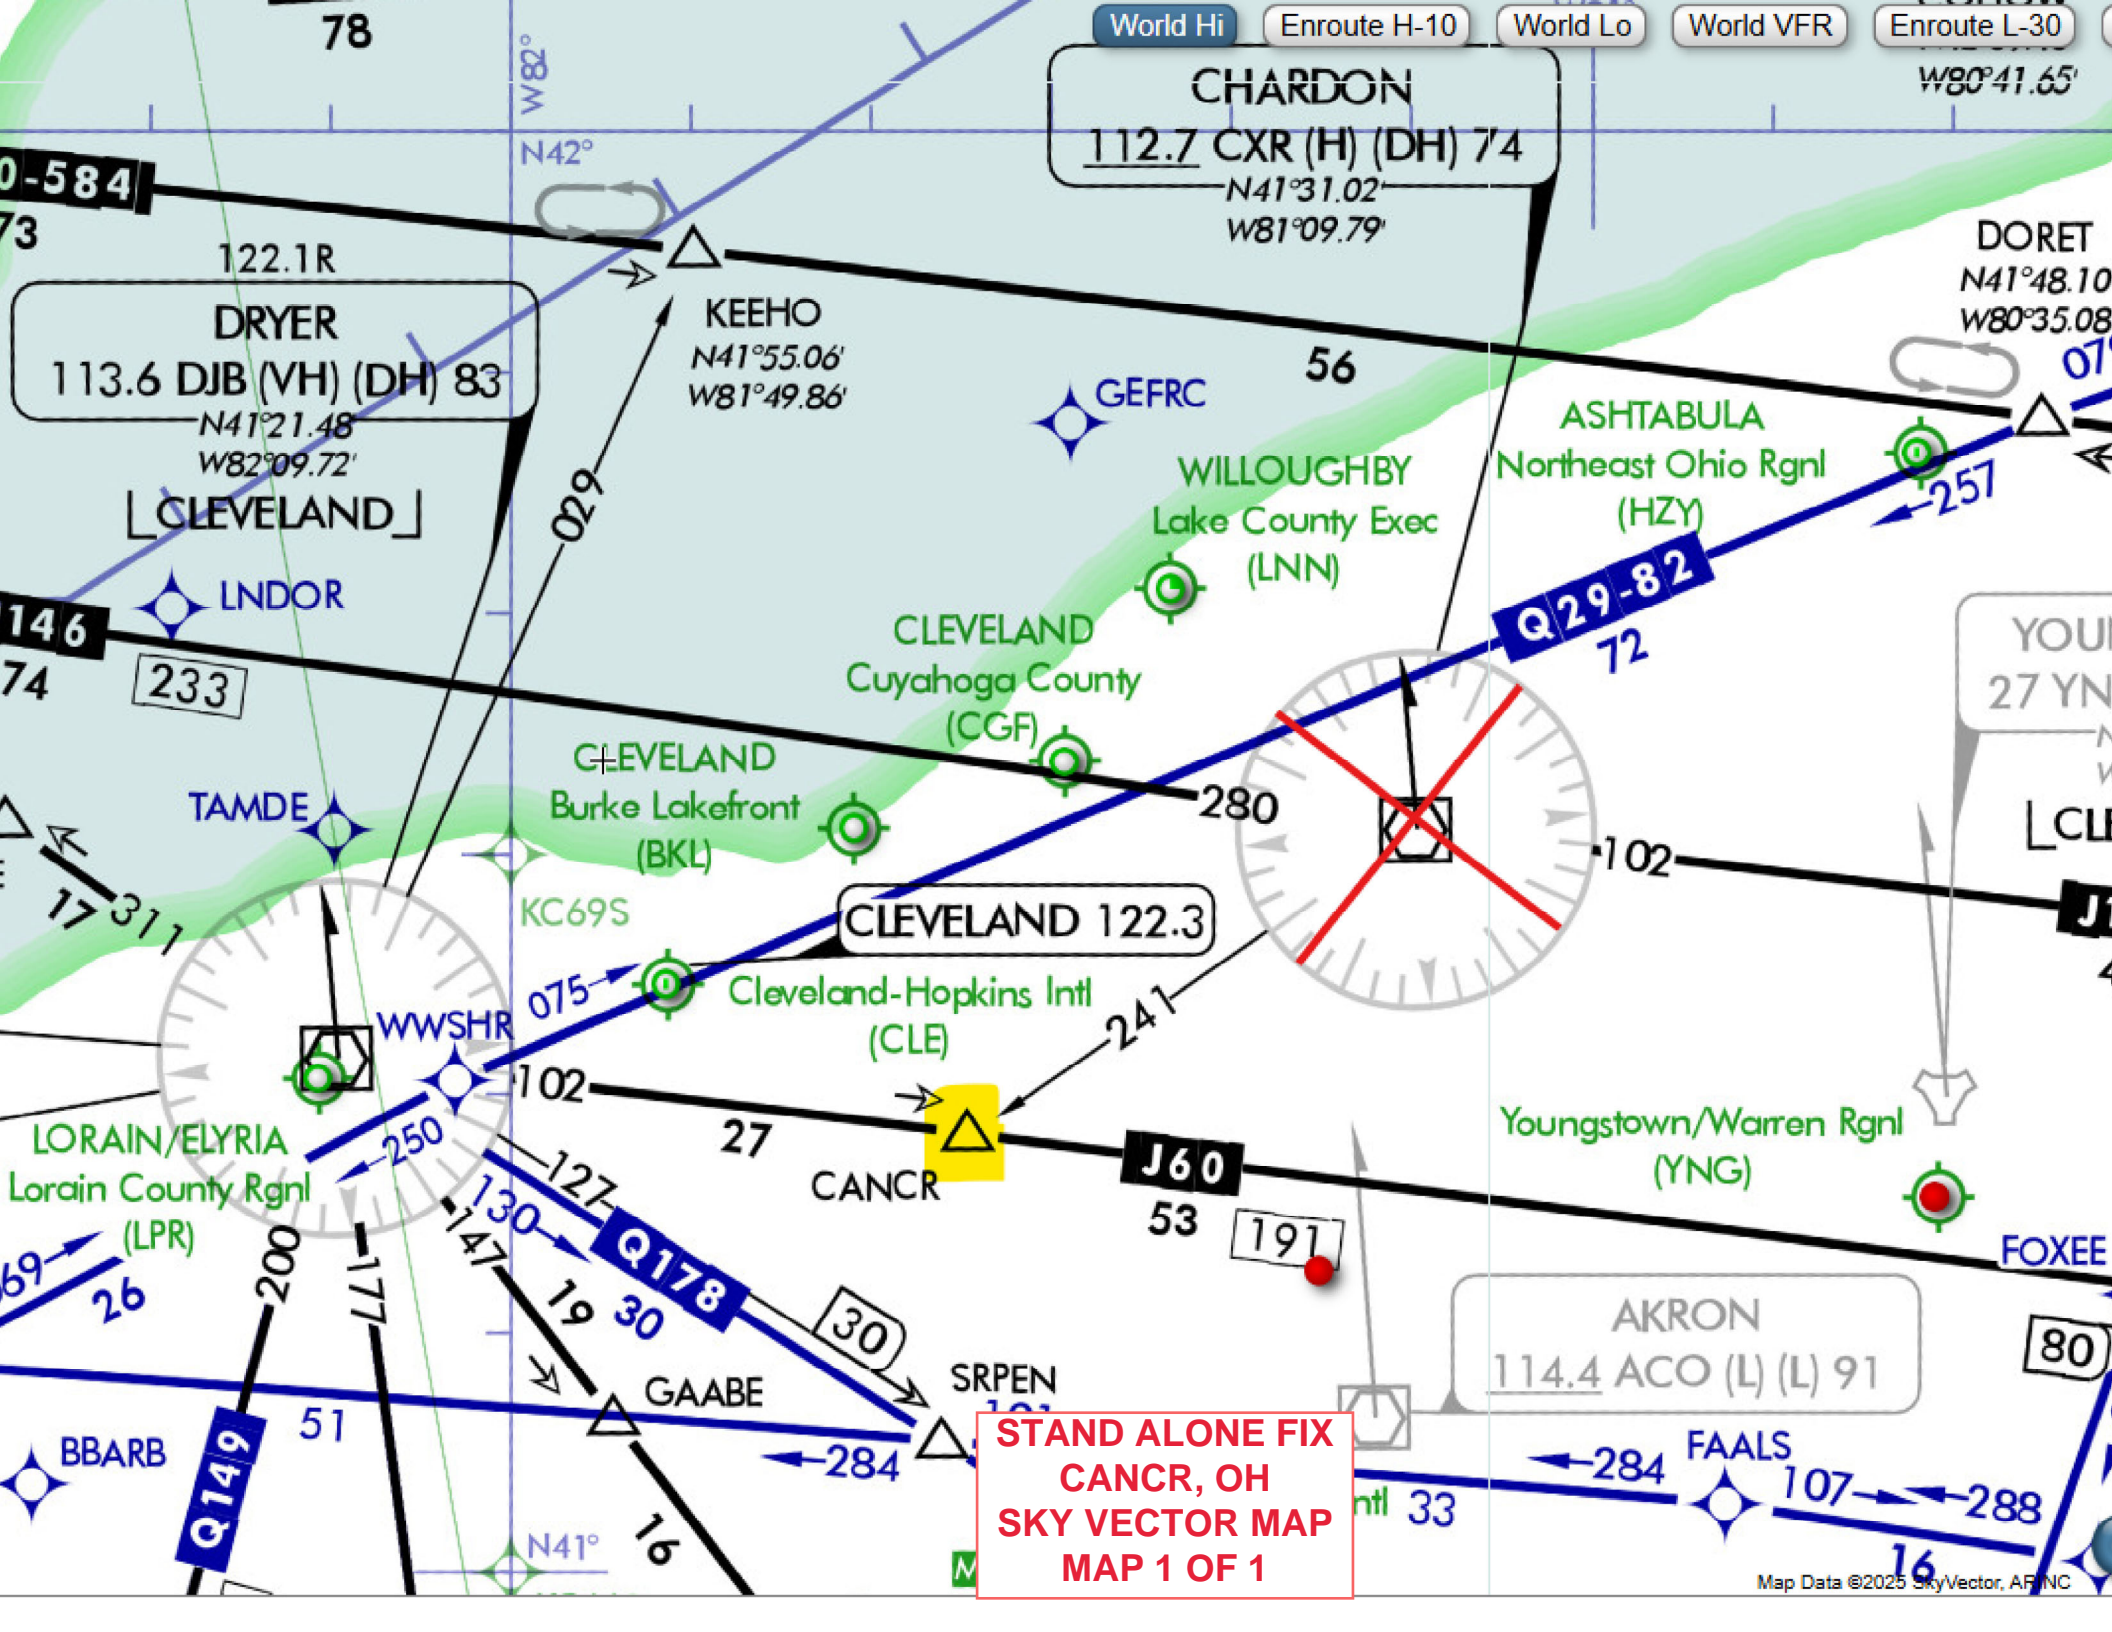 World Hi
Enroute H-10
World Lo
World VFR
Enroute L-30
78
W82°
N42°
W80°41.65'
CHARDON
112.7 CXR (H) (DH) 74
N41°31.02'
W81°09.79'
0-584
73
122.1R
DRYER
113.6 DJB (VH) (DH) 83
N41°21.48'
W82°09.72'
CLEVELAND
KEEHO
N41°55.06'
W81°49.86'
56
DORET
N41°48.10
W80°35.08
07
GEFRC
ASHTABULA
Northeast Ohio Rgnl
(HZY)
257
029
WILLOUGHBY
Lake County Exec
(LNN)
LNDOR
146
74
233
Q29-82
72
CLEVELAND
Cuyahoga County
(CGF)
YOU
27 YN
CLEVELAND
Burke Lakefront
(BKL)
TAMDE
280
102
CLE
J1
17
311
KC69S
CLEVELAND 122.3
075
Cleveland-Hopkins Intl
(CLE)
241
WWSHR
102
27
CANCR
J60
53
191
250
LORAIN/ELYRIA
Lorain County Rgnl
(LPR)
Youngstown/Warren Rgnl
(YNG)
FOXEE
127
130
Q178
30
30
147
19
200
177
69
26
AKRON
114.4 ACO (L) (L) 91
80
SRPEN
GAABE
51
284
BBARB
Q149
16
N41°
STAND ALONE FIX
CANCR, OH
SKY VECTOR MAP
MAP 1 OF 1
M
ntl
33
284
FAALS
107
288
16
Map Data ©2025 SkyVector, ARINC